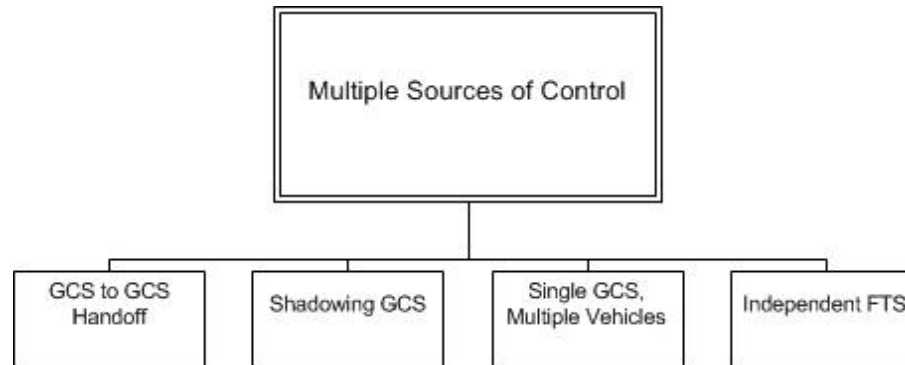 Multiple Sources of Control
GCS to GCS
Handoff
Shadowing GCS
Single GCS,
Multiple Vehicles
Independent FTS